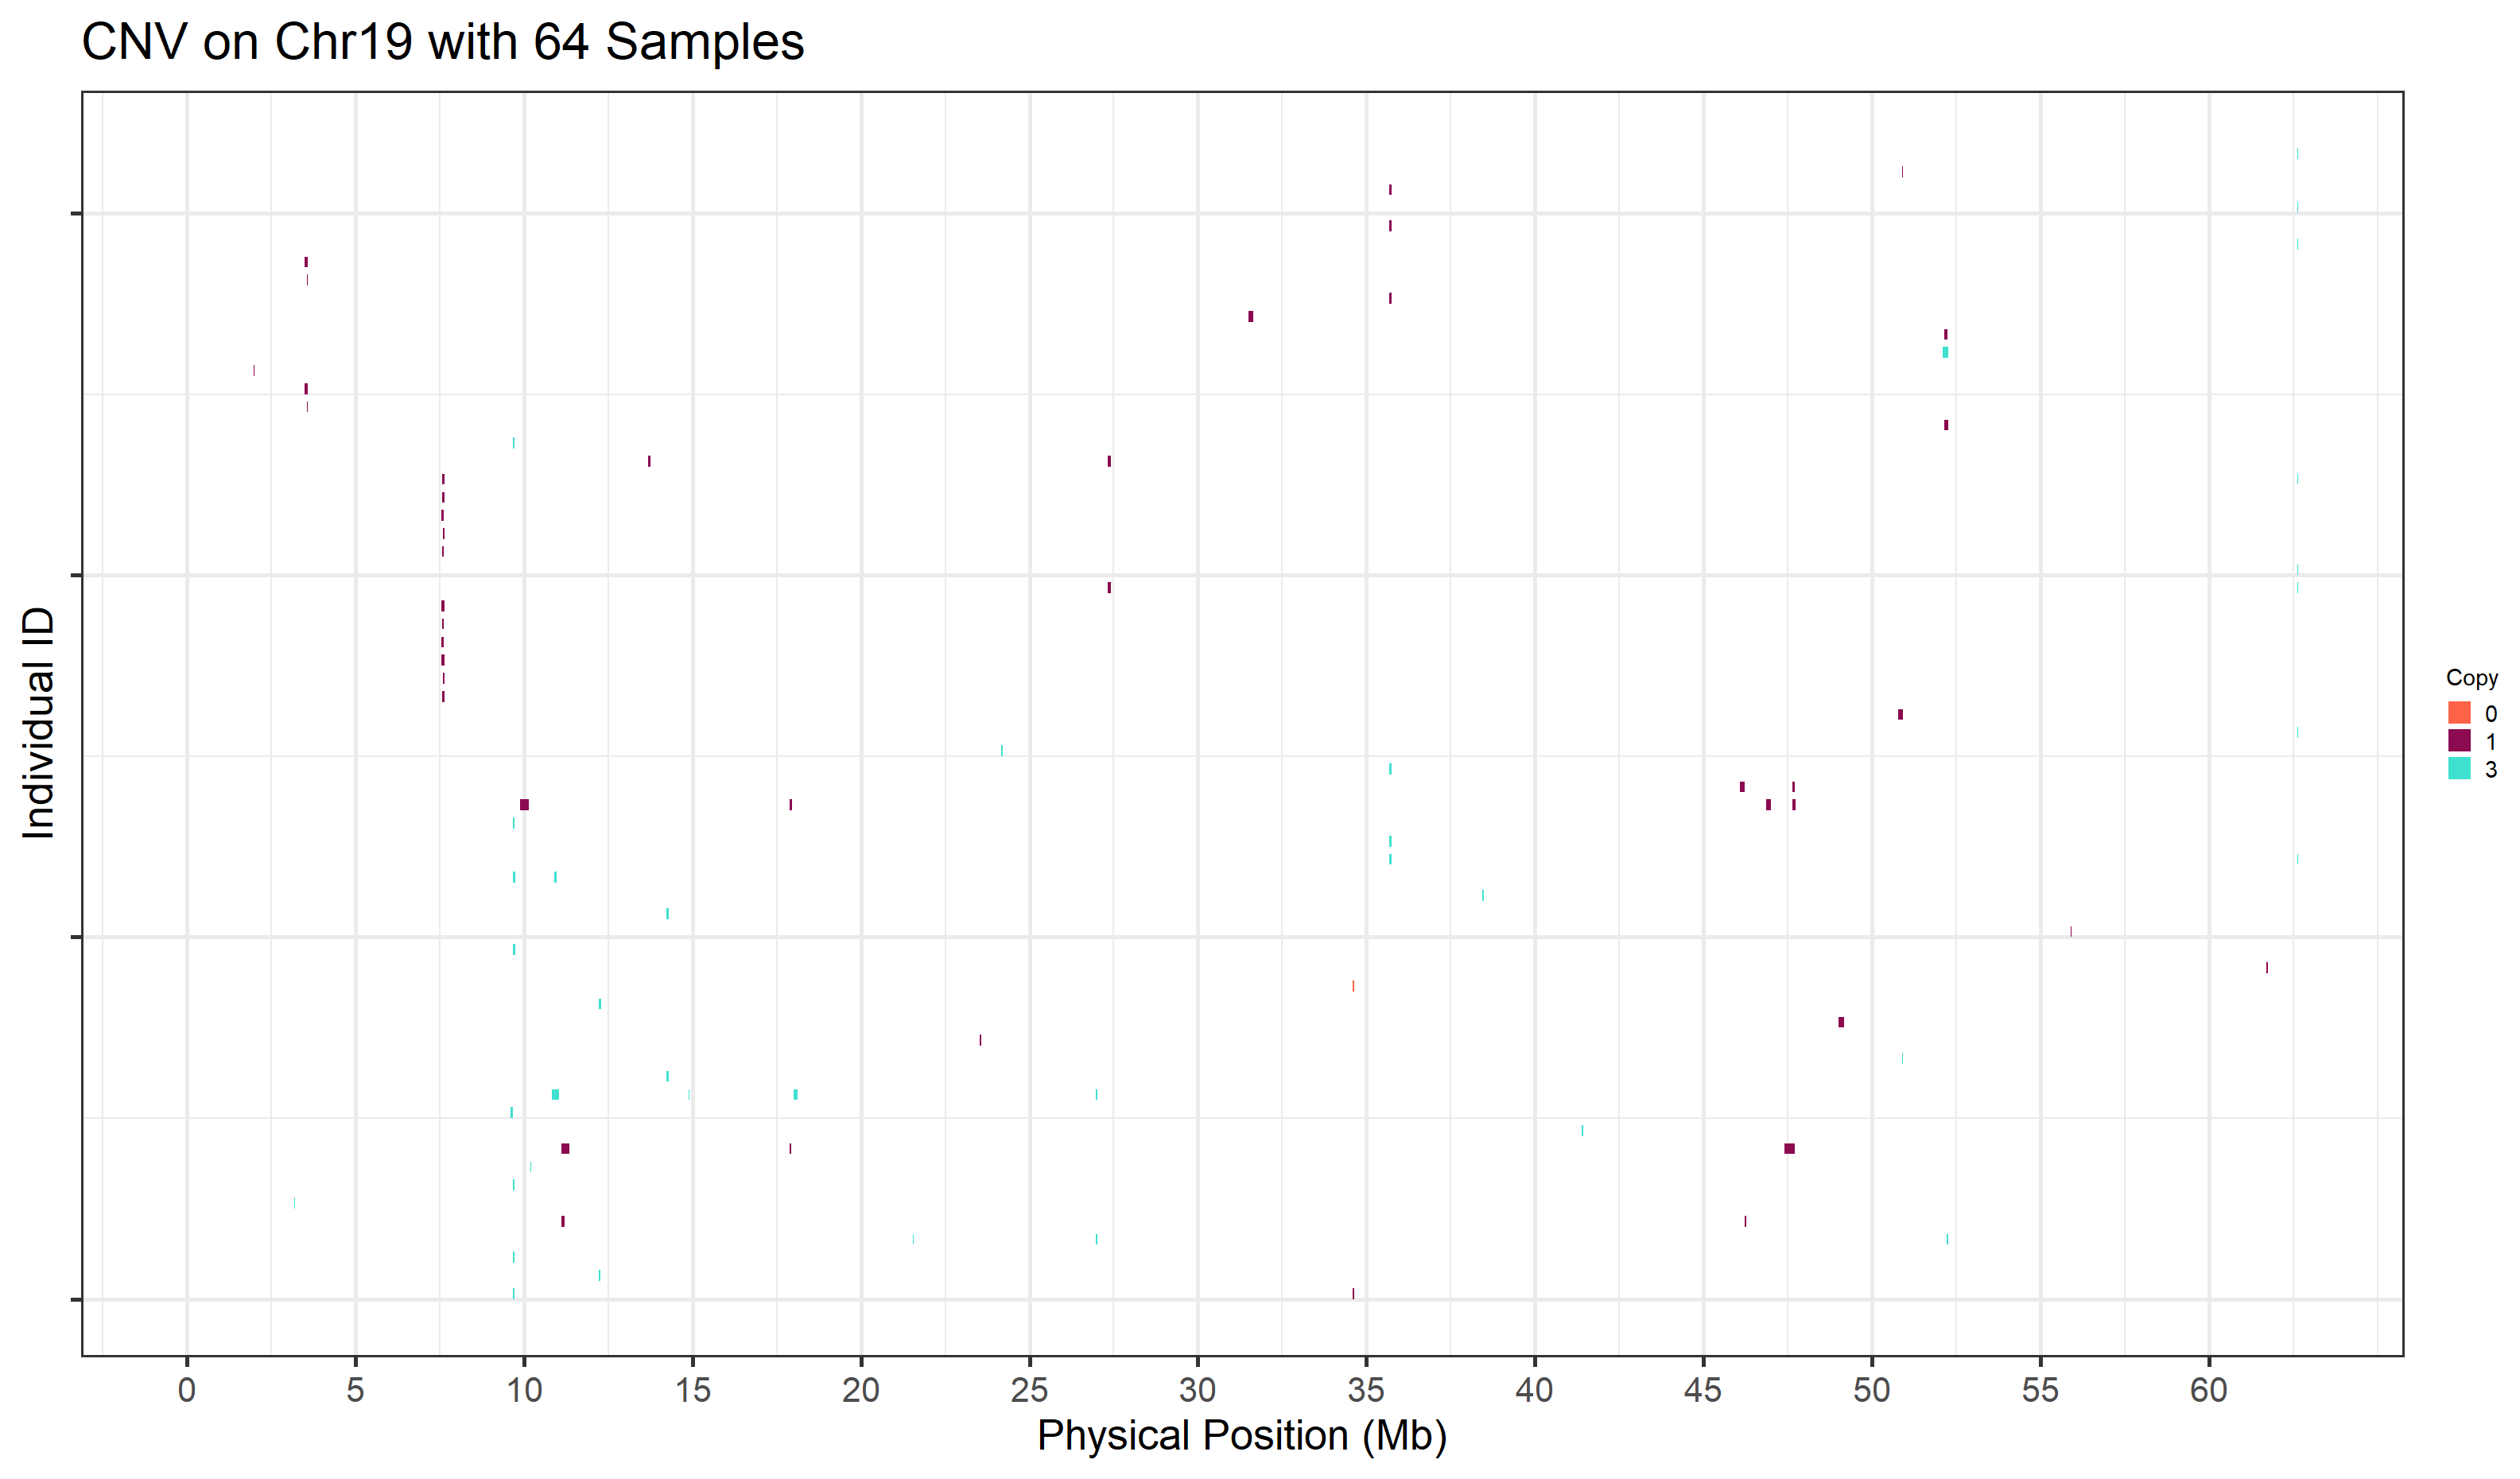 CNV on Chr19 with 64 Samples
Individual ID
0 5 10 15 20 25 30 35 40 45 50 55 60
Physical Position (Mb)
Copy
0
1
3